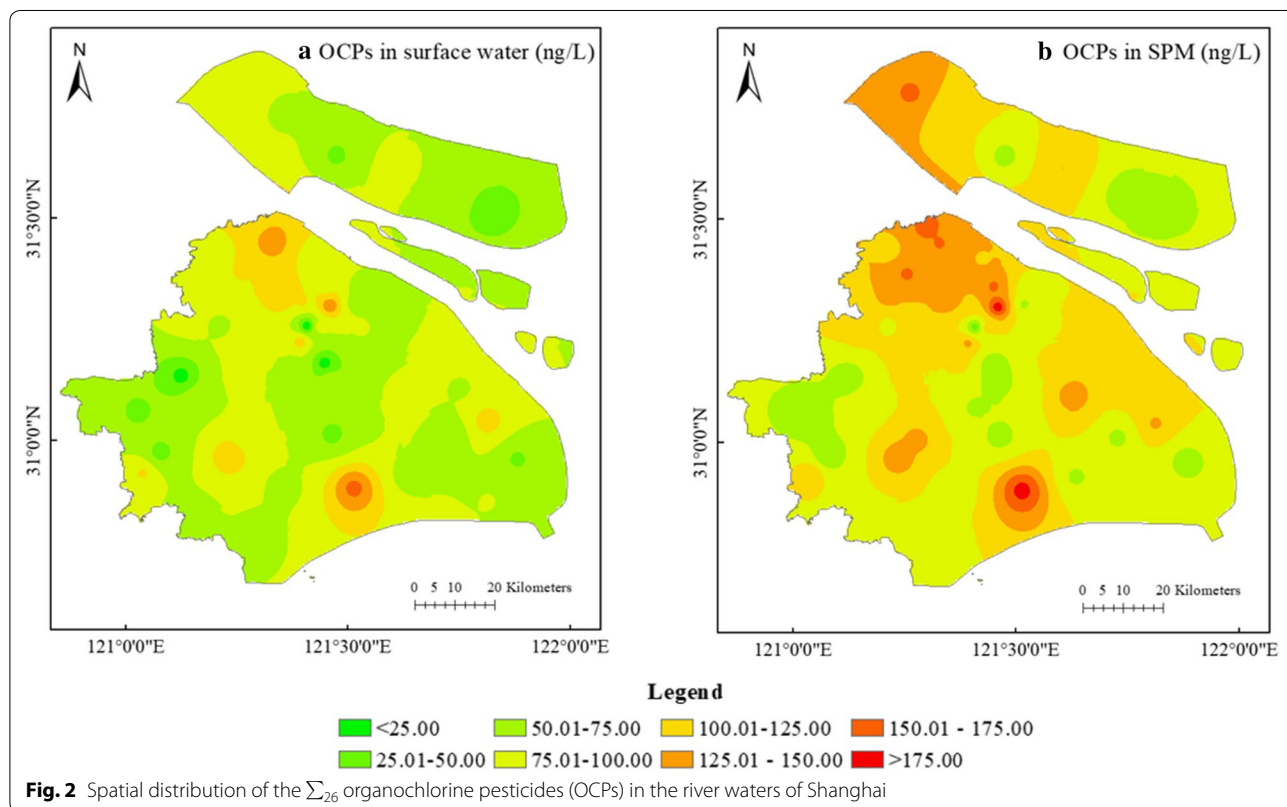 N
a OCPs in surface water (ng/L)
N
b OCPs in SPM (ng/L)
31°30'0"N
31°0'0"N
31°30'0"N
31°0'0"N
0 5 10 20 Kilometers
0 5 10 20 Kilometers
121°0'0"E 121°30'0"E 122°0'0"E
121°0'0"E 121°30'0"E 122°0'0"E
Legend
<25.00 50.01-75.00 100.01-125.00 150.01 - 175.00
25.01-50.00 75.01-100.00 125.01 - 150.00 >175.00
Fig. 2 Spatial distribution of the ∑26 organochlorine pesticides (OCPs) in the river waters of Shanghai